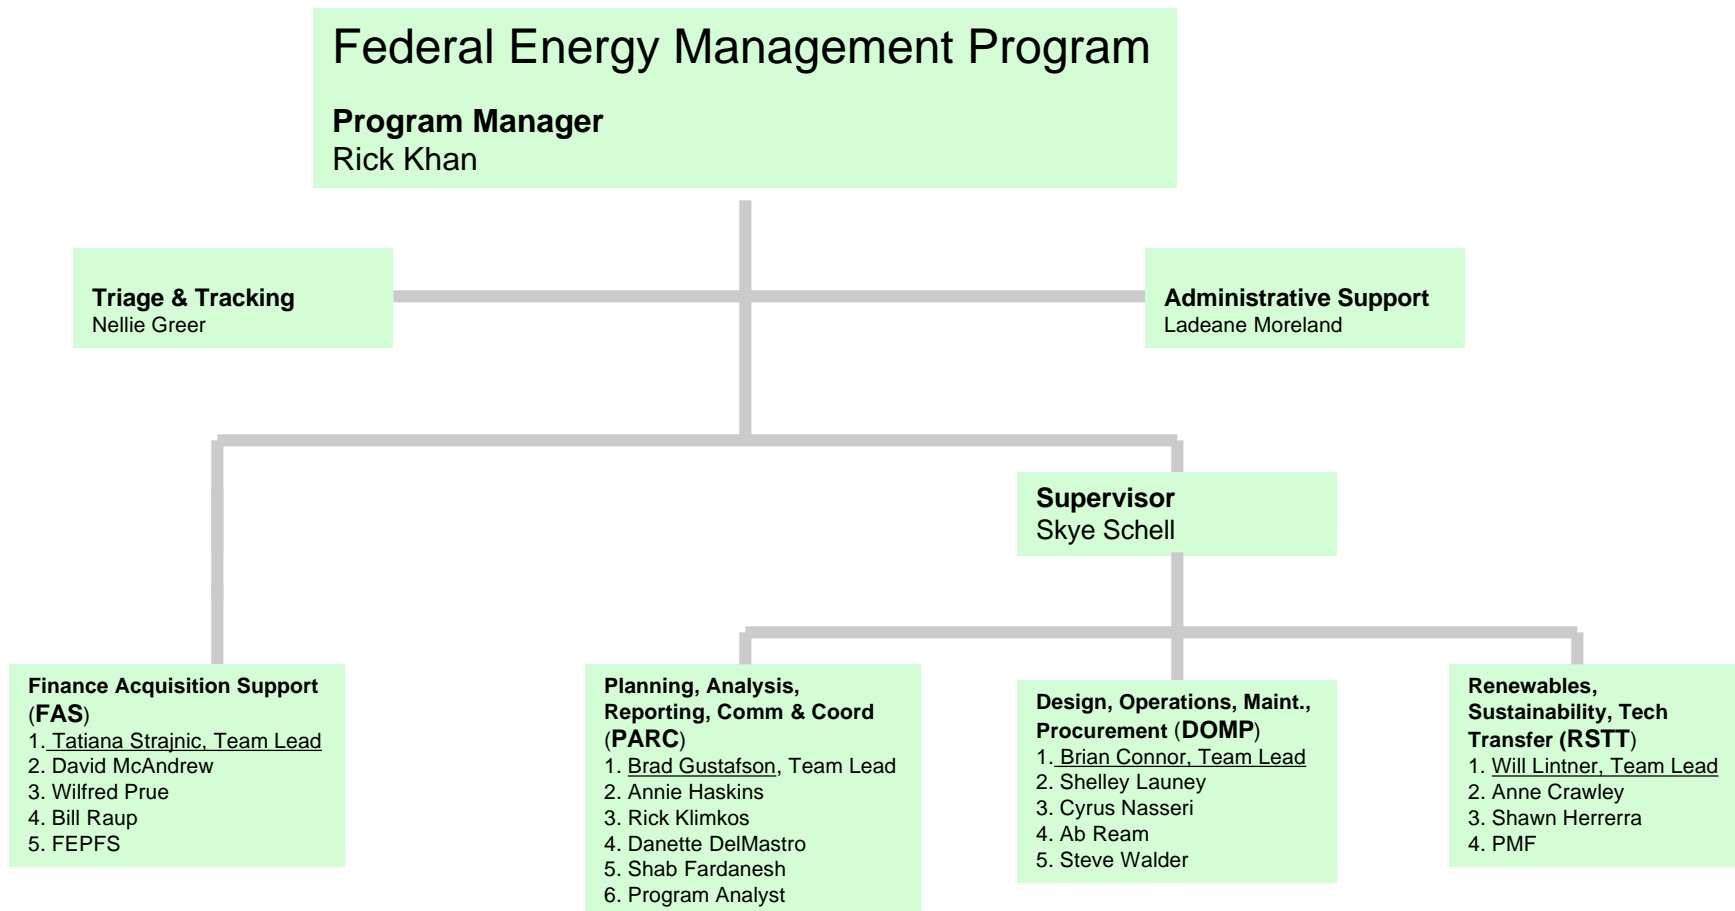 Federal Energy Management Program
Program Manager
Rick Khan
Triage & Tracking
Nellie Greer
Administrative Support
Ladeane Moreland
Supervisor
Skye Schell
Finance Acquisition Support
(FAS)
1. Tatiana Strajnic, Team Lead
2. David McAndrew
3. Wilfred Prue
4. Bill Raup
5. FEPFS
Planning, Analysis,
Reporting, Comm & Coord
(PARC)
1. Brad Gustafson, Team Lead
2. Annie Haskins
3. Rick Klimkos
4. Danette DelMastro
5. Shab Fardanesh
6. Program Analyst
Design, Operations, Maint.,
Procurement (DOMP)
1. Brian Connor, Team Lead
2. Shelley Launey
3. Cyrus Nasseri
4. Ab Ream
5. Steve Walder
Renewables,
Sustainability, Tech
Transfer (RSTT)
1. Will Lintner, Team Lead
2. Anne Crawley
3. Shawn Herrerra
4. PMF